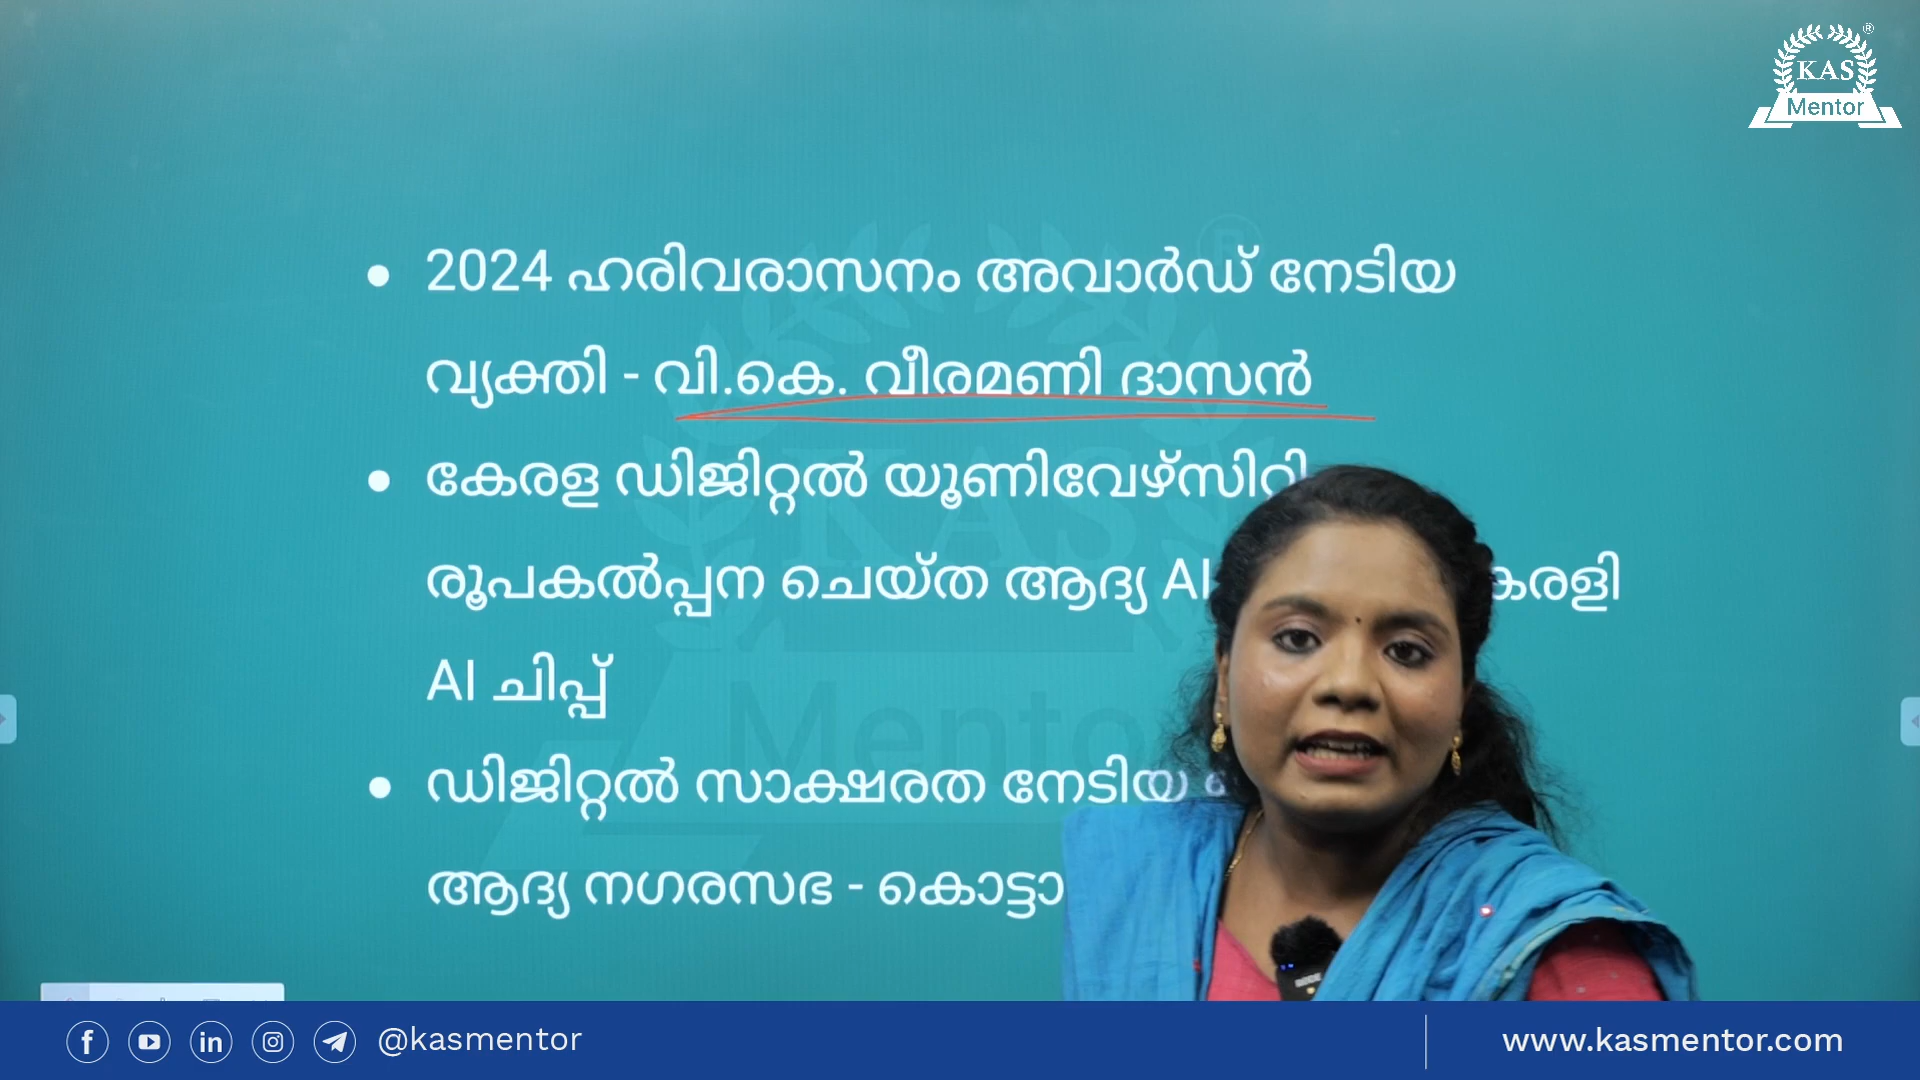 KAS
Mentor
2024 ഹരിവരാസനം അവാർഡ് നേടിയ
വ്യക്തി - വി.കെ. വീരമണി ദാസൻ
കേരള ഡിജിറ്റൽ യൂണിവേഴ്സിറ്റി
രൂപകൽപ്പന ചെയ്ത ആദ്യ AI
AI ചിപ്പ്
ഡിജിറ്റൽ സാക്ഷരത നേടിയ
ആദ്യ നഗരസഭ -
@kasmentor
www.kasmentor.com